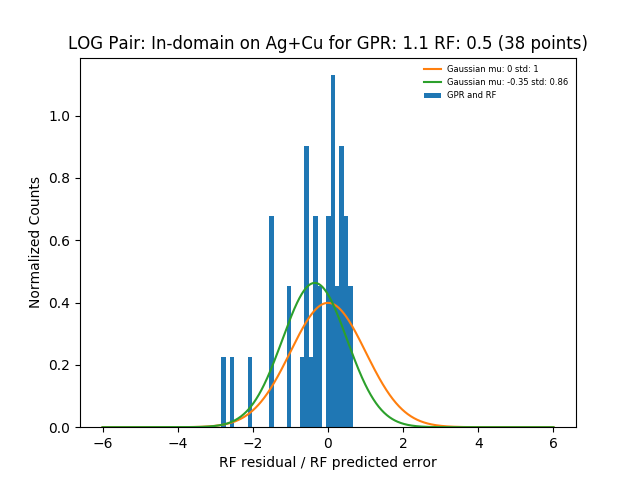 LOG Pair: In-domain on Ag+Cu for GPR: 1.1 RF: 0.5 (38 points)
Gaussian mu: 0 std: 1
Gaussian mu: -0.35 std: 0.86
GPR and RF
Normalized Counts
1.0
0.8
0.6
0.4
0.2
0.0
−6 −4 −2 0 2 4 6
RF residual / RF predicted error